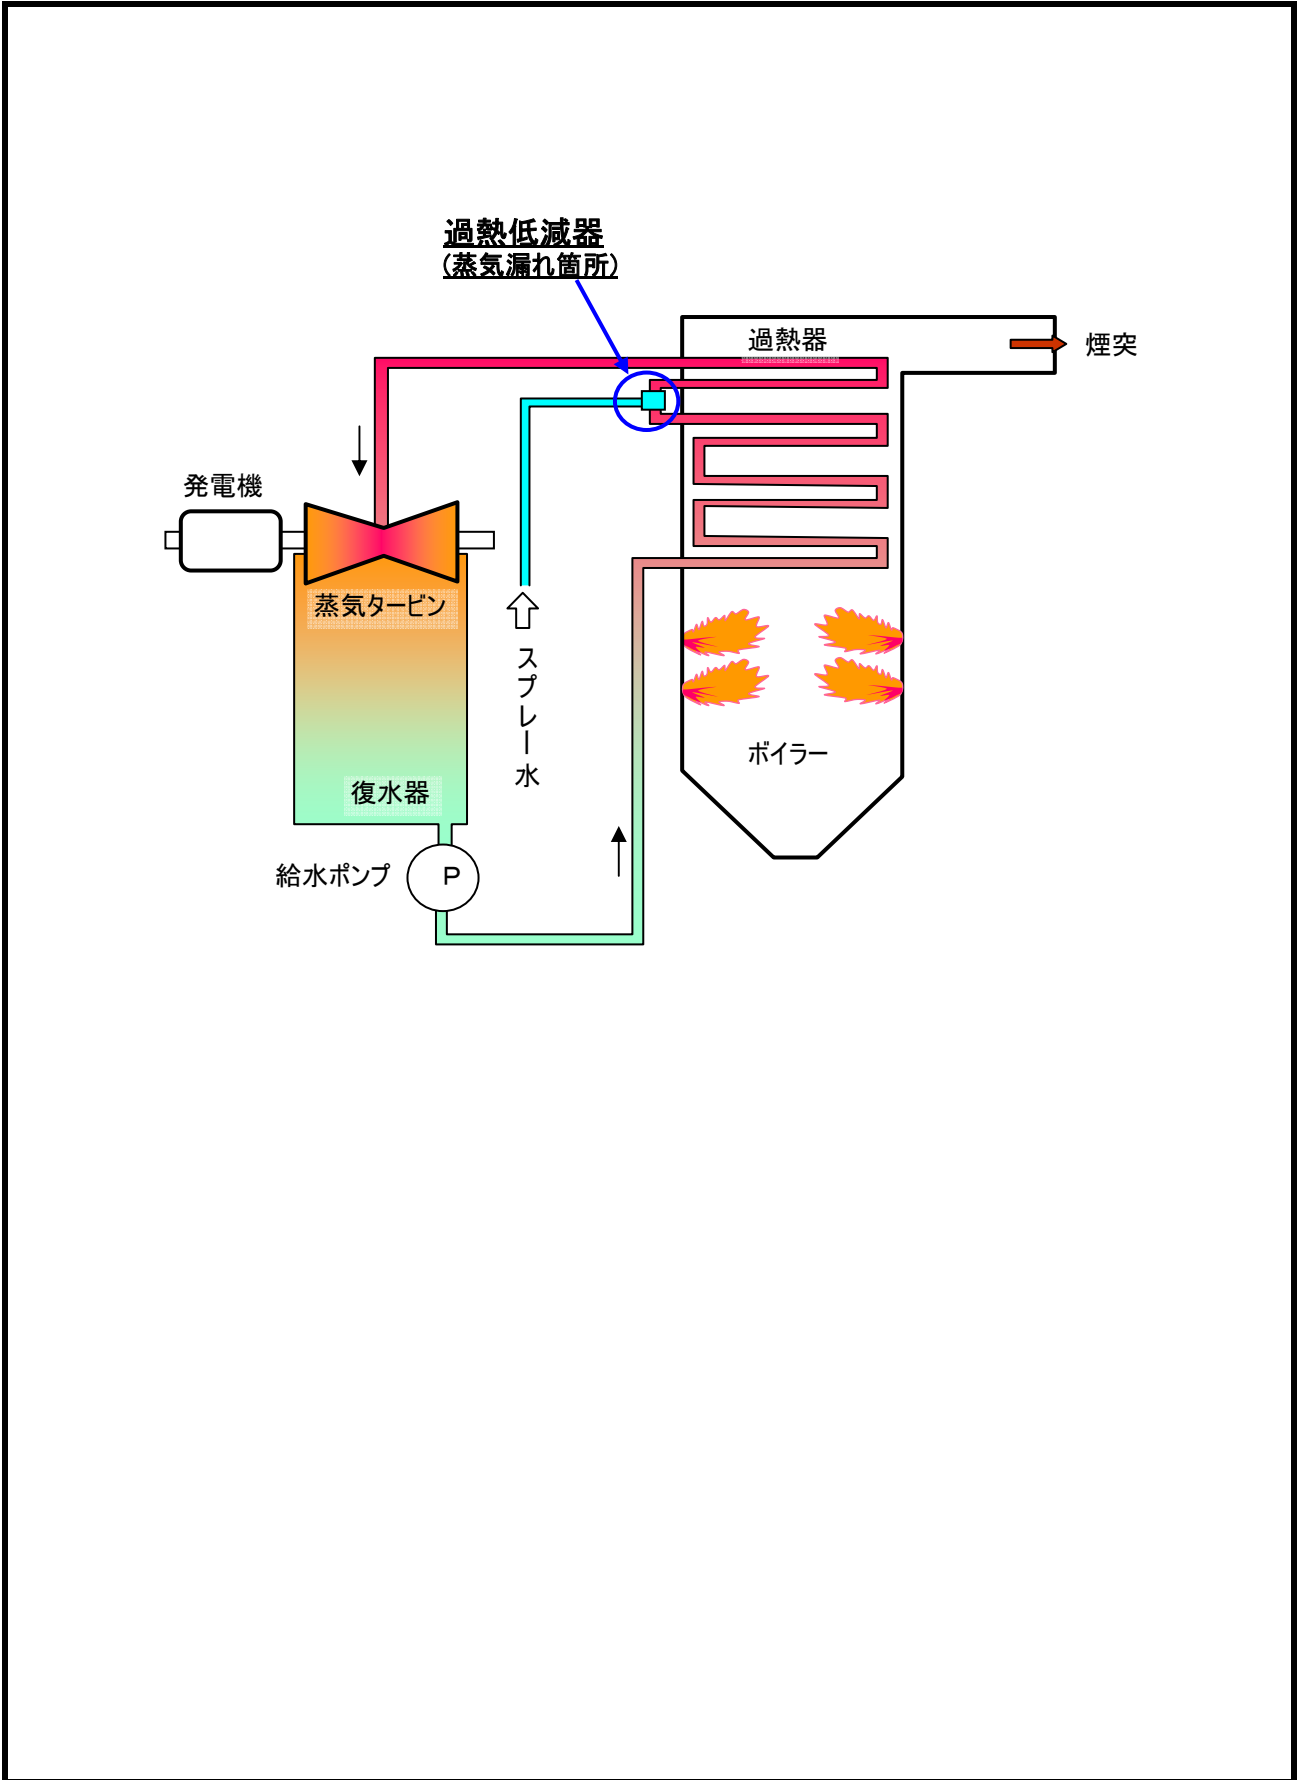 過熱低減器
(蒸気漏れ箇所)
過熱器
煙突
発電機
蒸気タービン
スプレー水
ボイラー
復水器
給水ポンプ
P